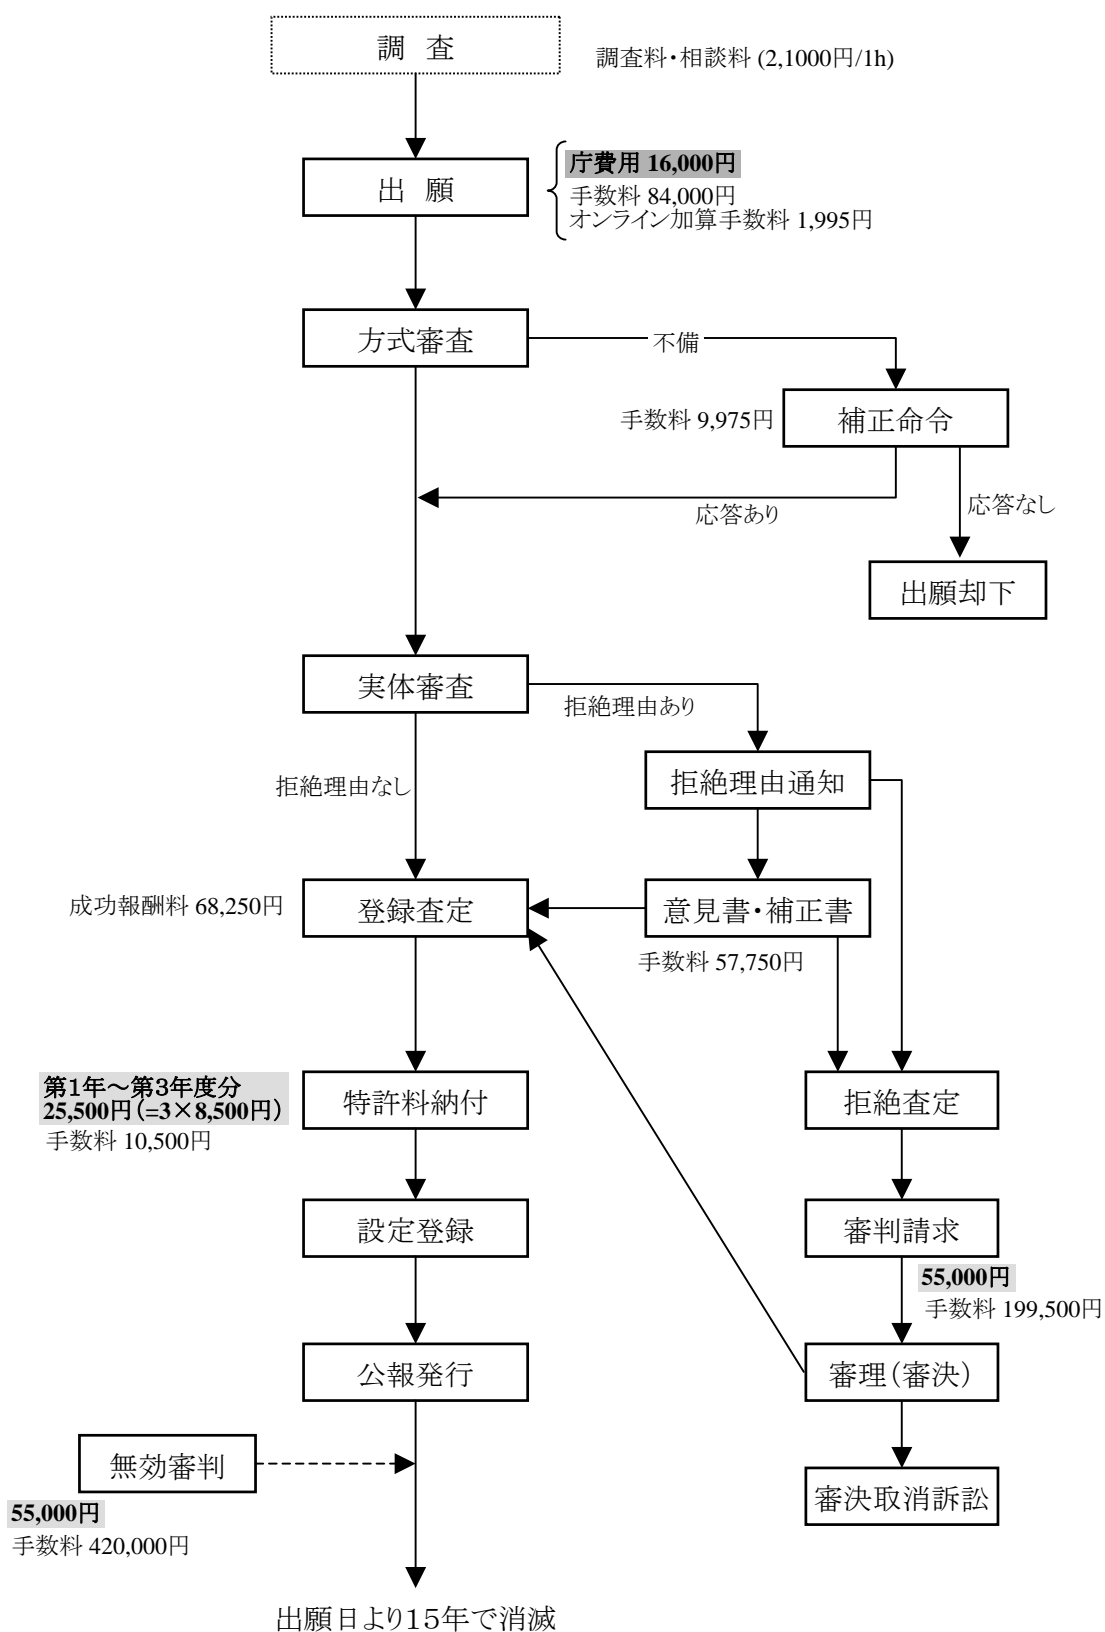 調 査
調査料・相談料 (2,1000円/1h)
出 願
庁費用 16,000円
手数料 84,000円
オンライン加算手数料 1,995円
方式審査
不備
手数料 9,975円
補正命令
応答あり
応答なし
出願却下
実体審査
拒絶理由あり
拒絶理由なし
拒絶理由通知
成功報酬料 68,250円
登録査定
意見書・補正書
手数料 57,750円
第1年～第3年度分
25,500円(=3×8,500円)
手数料 10,500円
特許料納付
拒絶査定
設定登録
審判請求
55,000円
手数料 199,500円
公報発行
審理(審決)
無効審判
55,000円
手数料 420,000円
審決取消訴訟
出願日より15年で消滅